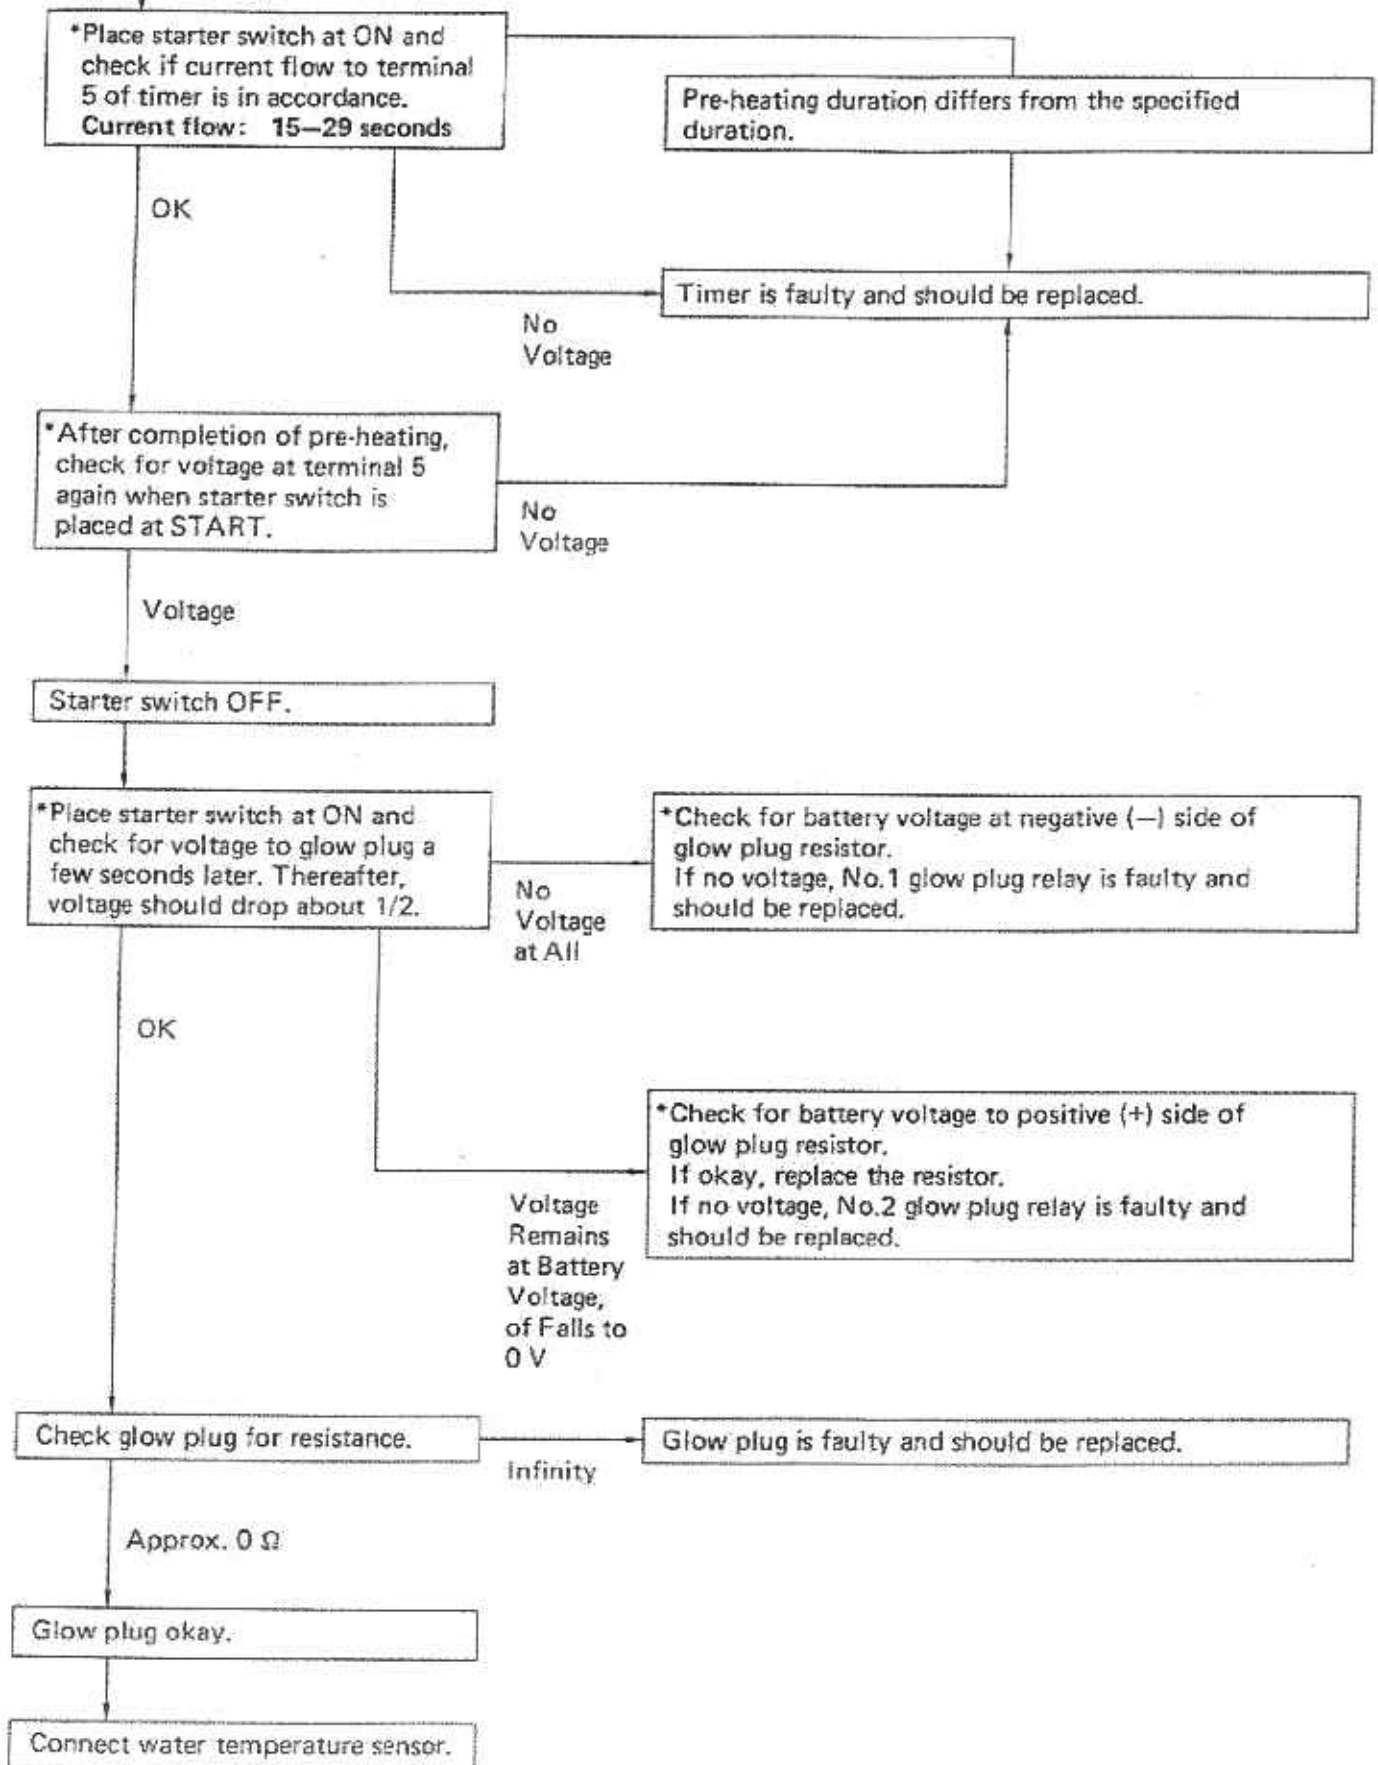 *Place starter switch at ON and
check if current flow to terminal
5 of timer is in accordance.
Current flow: 15—29 seconds
Pre-heating duration differs from the specified
duration.
OK
Timer is faulty and should be replaced.
No
Voltage
*After completion of pre-heating,
check for voltage at terminal 5
again when starter switch is
placed at START.
No
Voltage
Voltage
Starter switch OFF.
*Place starter switch at ON and
check for voltage to glow plug a
few seconds later. Thereafter,
voltage should drop about 1/2.
No
Voltage
at All
*Check for battery voltage at negative (—) side of
glow plug resistor.
If no voltage, No.1 glow plug relay is faulty and
should be replaced.
OK
*Check for battery voltage to positive (+) side of
glow plug resistor.
If okay, replace the resistor.
If no voltage, No.2 glow plug relay is faulty and
should be replaced.
Voltage
Remains
at Battery
Voltage,
of Falls to
0 V
Check glow plug for resistance.
Infinity
Glow plug is faulty and should be replaced.
Approx. 0 Ω
Glow plug okay.
Connect water temperature sensor.